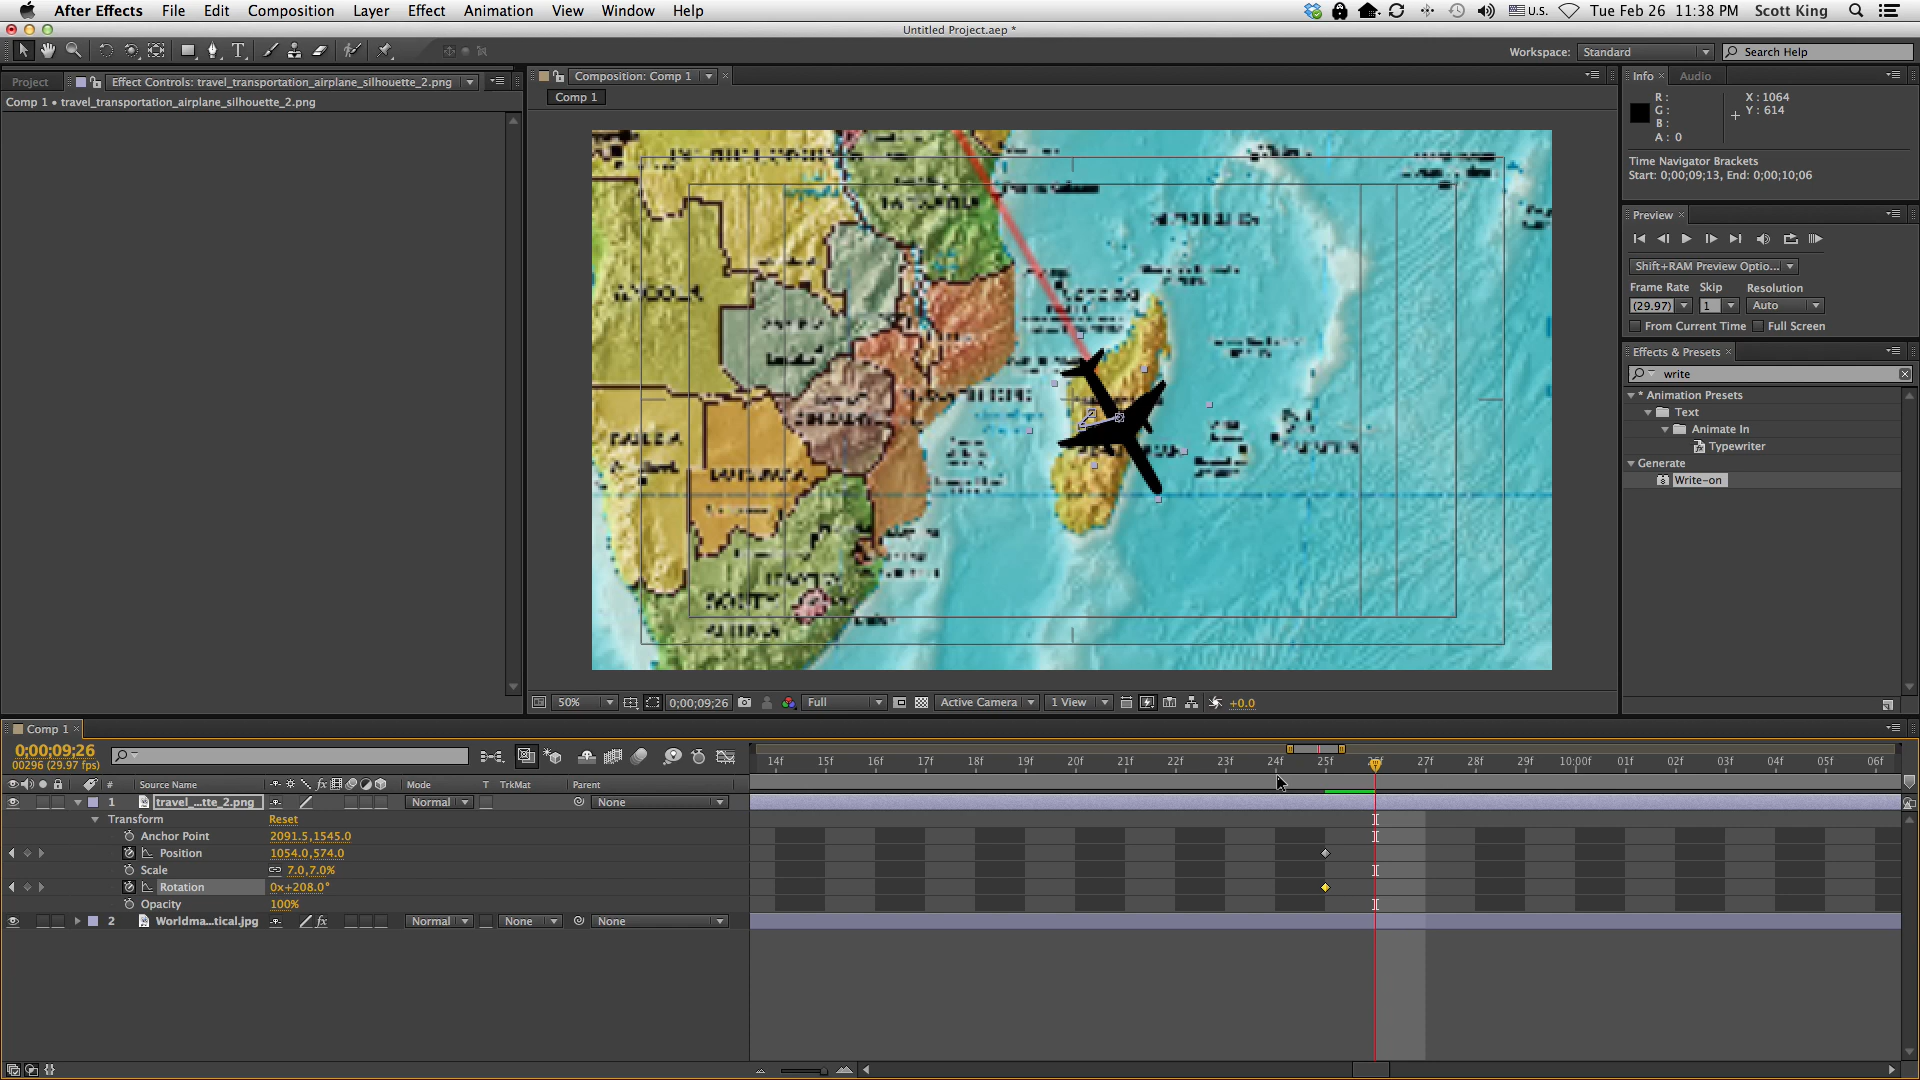 After Effects File Edit Composition Layer Effect Animation View Window Help U.S. Tue Feb 26 11:38 PM Scott King
Untitled Project.aep *
Workspace: Standard Search Help
Project Effect Controls: travel_transportation_airplane_silhouette_2.png
Comp 1 • travel_transportation_airplane_silhouette_2.png
Composition: Comp 1
Comp 1
Info Audio
R : X : 1064
G : Y : 614
B :
A : 0
Time Navigator Brackets
Start: 0;00;09;13, End: 0;00;10;06
Preview
Shift+RAM Preview Optio...
Frame Rate Skip Resolution
(29.97) 1 Auto
From Current Time Full Screen
Effects & Presets
write
* Animation Presets
Text
Animate In
Typewriter
Generate
Write-on
50% 0;00;09;26 Full Active Camera 1 View +0.0
Comp 1
0;00;09;26
00296 (29.97 fps)
14f 15f 16f 17f 18f 19f 20f 21f 22f 23f 24f 25f 27f 28f 29f 10:00f 01f 02f 03f 04f 05f 06f
# Source Name fx Mode T TrkMat Parent
1 travel_...tte_2.png Normal None
Transform Reset
Anchor Point 2091.5,1545.0
Position 1054.0,574.0
Scale 7.0,7.0%
Rotation 0x+208.0°
Opacity 100%
2 Worldma...tical.jpg fx Normal None None